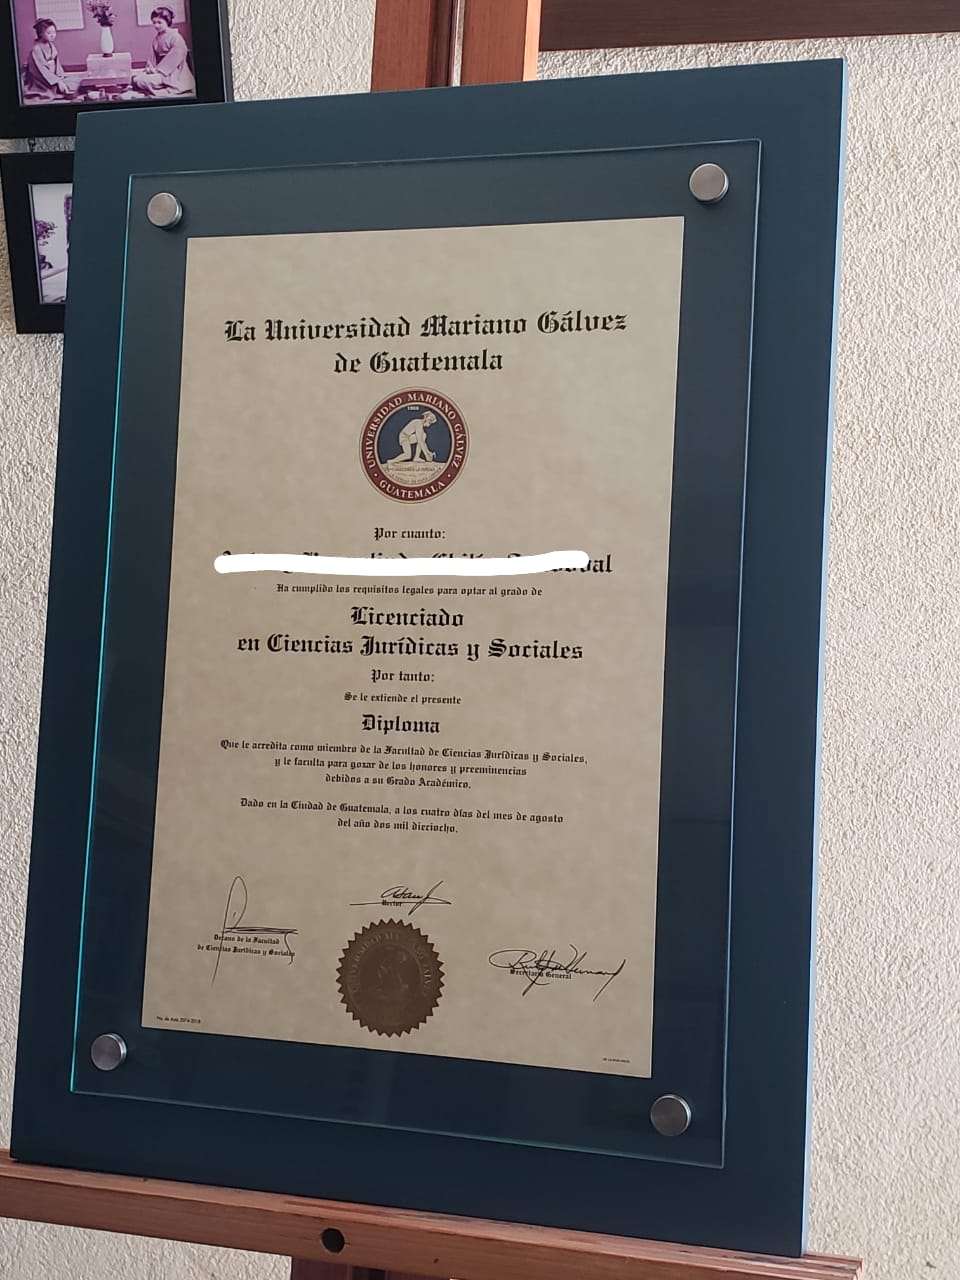 La Universidad Mariano Gálvez
de Guatemala
UNIVERSIDAD MARIANO GÁLVEZ
1966
GUATEMALA
Por cuanto:
Ha cumplido los requisitos legales para optar al grado de
Licenciado
en Ciencias Jurídicas y Sociales
Por tanto:
Se le extiende el presente
Diploma
Que le acredita como miembro de la Facultad de Ciencias Jurídicas y Sociales,
y le faculta para gozar de los honores y preeminencias
debidos a su Grado Académico.
Dado en la Ciudad de Guatemala, a los cuatro días del mes de agosto
del año dos mil dieciocho.
Rector
Decano de la Facultad
de Ciencias Jurídicas y Sociales
Secretario General